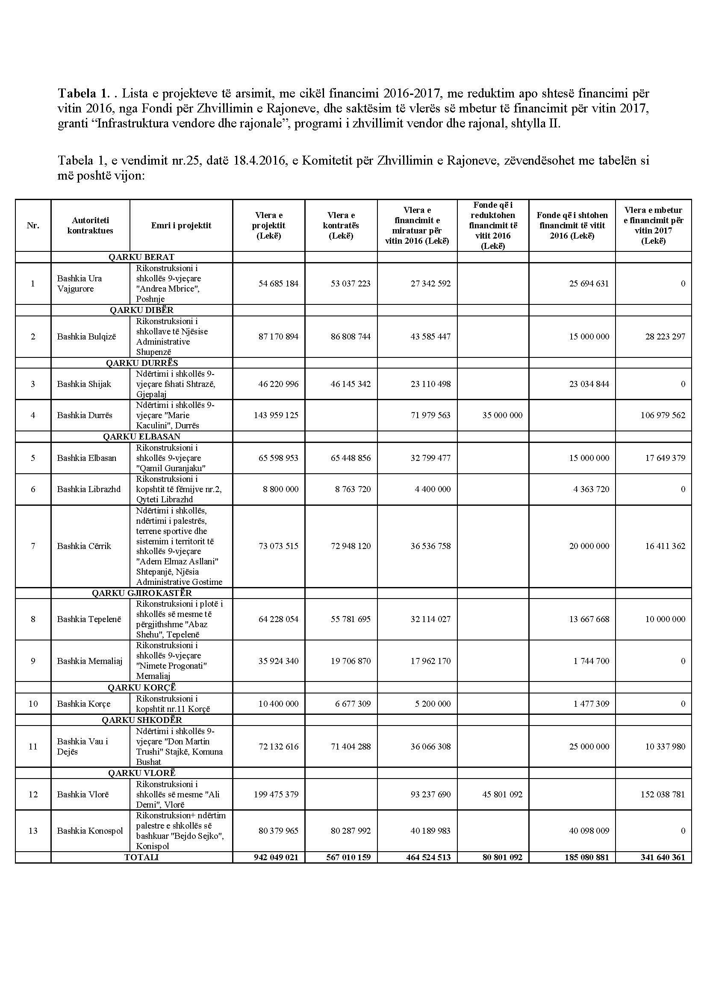 Tabela 1. . Lista e projekteve të arsimit, me cikël financimi 2016-2017, me reduktim apo shtesë financimi për
vitin 2016, nga Fondi për Zhvillimin e Rajoneve, dhe saktësim të vlerës së mbetur të financimit për vitin 2017,
granti “Infrastruktura vendore dhe rajonale”, programi i zhvillimit vendor dhe rajonal, shtylla II.
Tabela 1, e vendimit nr.25, datë 18.4.2016, e Komitetit për Zhvillimin e Rajoneve, zëvendësohet me tabelën si
më poshtë vijon:
Nr.
Autoriteti
kontraktues
Emri i projektit
Vlera e
projektit
(Lekë)
Vlera e
kontratës
(Lekë)
Vlera e
financimit e
miratuar për
vitin 2016 (Lekë)
Fonde që i
reduktohen
financimit të
vitit 2016
(Lekë)
Fonde që i shtohen
financimit të vitit
2016 (Lekë)
Vlera e mbetur
e financimit për
vitin 2017
(Lekë)
QARKU BERAT
1
Bashkia Ura
Vajgurore
Rikonstruksioni i
shkollës 9-vjeçare
"Andrea Mbrice",
Poshnje
54 685 184
53 037 223
27 342 592
25 694 631
0
QARKU DIBËR
2
Bashkia Bulqizë
Rikonstruksioni i
shkollave të Njësise
Administrative
Shupenzë
87 170 894
86 808 744
43 585 447
15 000 000
28 223 297
QARKU DURRËS
3
Bashkia Shijak
Ndërtimi i shkollës 9-
vjeçare fshati Shtrazë,
Gjepalaj
46 220 996
46 145 342
23 110 498
23 034 844
0
4
Bashkia Durrës
Ndërtimi i shkollës 9-
vjeçare "Marie
Kaculini", Durrës
143 959 125
71 979 563
35 000 000
106 979 562
QARKU ELBASAN
5
Bashkia Elbasan
Rikonstruksioni i
shkollës 9-vjeçare
"Qamil Guranjaku"
65 598 953
65 448 856
32 799 477
15 000 000
17 649 379
6
Bashkia Librazhd
Rikonstruksioni i
kopshtit të fëmijve nr.2,
Qyteti Librazhd
8 800 000
8 763 720
4 400 000
4 363 720
0
7
Bashkia Cërrik
Ndërtimi i shkollës,
ndërtimi i palestrës,
terrene sportive dhe
sistemim i territorit të
shkollës 9-vjeçare
"Adem Elmaz Asllani"
Shtepanjë, Njësia
Administrative Gostime
73 073 515
72 948 120
36 536 758
20 000 000
16 411 362
QARKU GJIROKASTËR
8
Bashkia Tepelenë
Rikonstruksioni i plotë i
shkollës së mesme të
përgjithshme "Abaz
Shehu", Tepelenë
64 228 054
55 781 695
32 114 027
13 667 668
10 000 000
9
Bashkia Memaliaj
Rikonstruksioni i
shkollës 9-vjeçare
"Nimete Progonati"
Memaliaj
35 924 340
19 706 870
17 962 170
1 744 700
0
QARKU KORÇË
10
Bashkia Korçe
Rikonstruksioni i
kopshtit nr.11 Korçë
10 400 000
6 677 309
5 200 000
1 477 309
0
QARKU SHKODËR
11
Bashkia Vau i
Dejës
Ndërtimi i shkollës 9-
vjeçare "Don Martin
Trushi" Stajkë, Komuna
Bushat
72 132 616
71 404 288
36 066 308
25 000 000
10 337 980
QARKU VLORË
12
Bashkia Vlorë
Rikonstruksioni i
shkollës së mesme "Ali
Demi", Vlorë
199 475 379
93 237 690
45 801 092
152 038 781
13
Bashkia Konospol
Rikonstruksion+ ndërtim
palestre e shkollës së
bashkuar "Bejdo Sejko",
Konispol
80 379 965
80 287 992
40 189 983
40 098 009
0
TOTALI
942 049 021
567 010 159
464 524 513
80 801 092
185 080 881
341 640 361